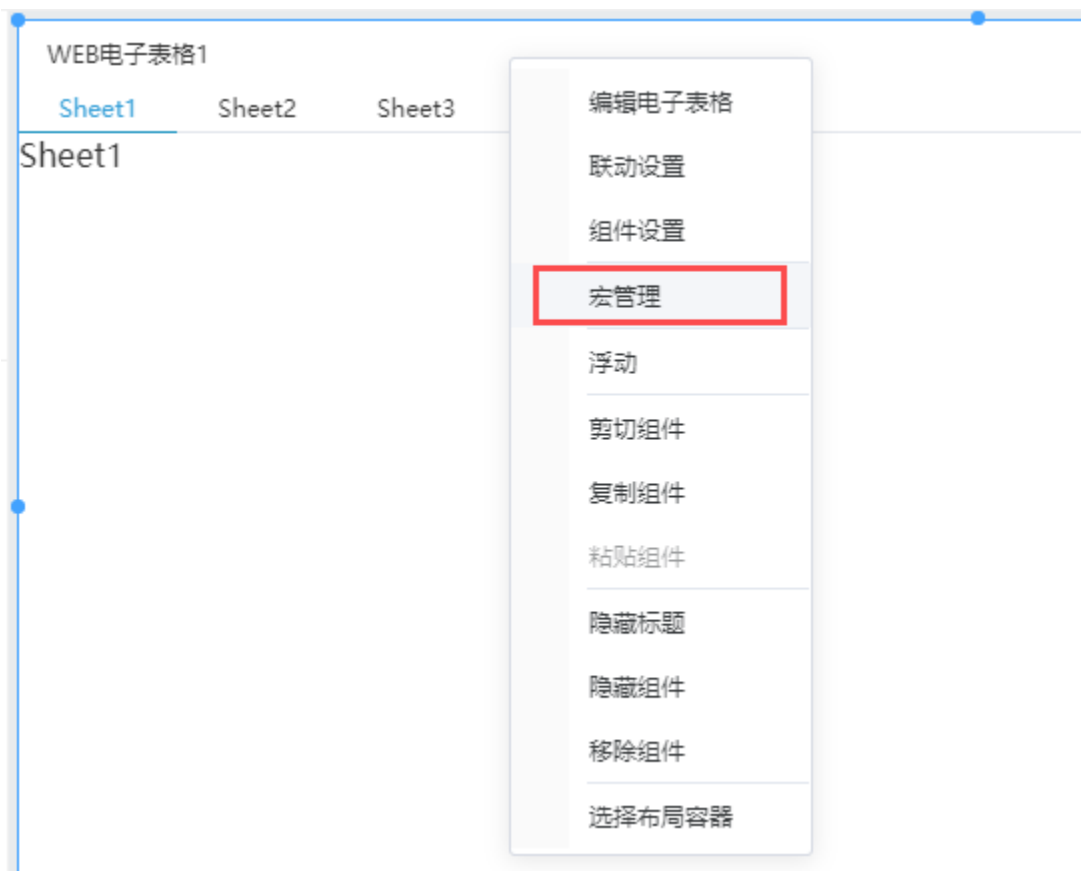 WEB电子表格1
Sheet1 Sheet2 Sheet3
Sheet1
编辑电子表格
联动设置
组件设置
宏管理
浮动
剪切组件
复制组件
粘贴组件
隐藏标题
隐藏组件
移除组件
选择布局容器